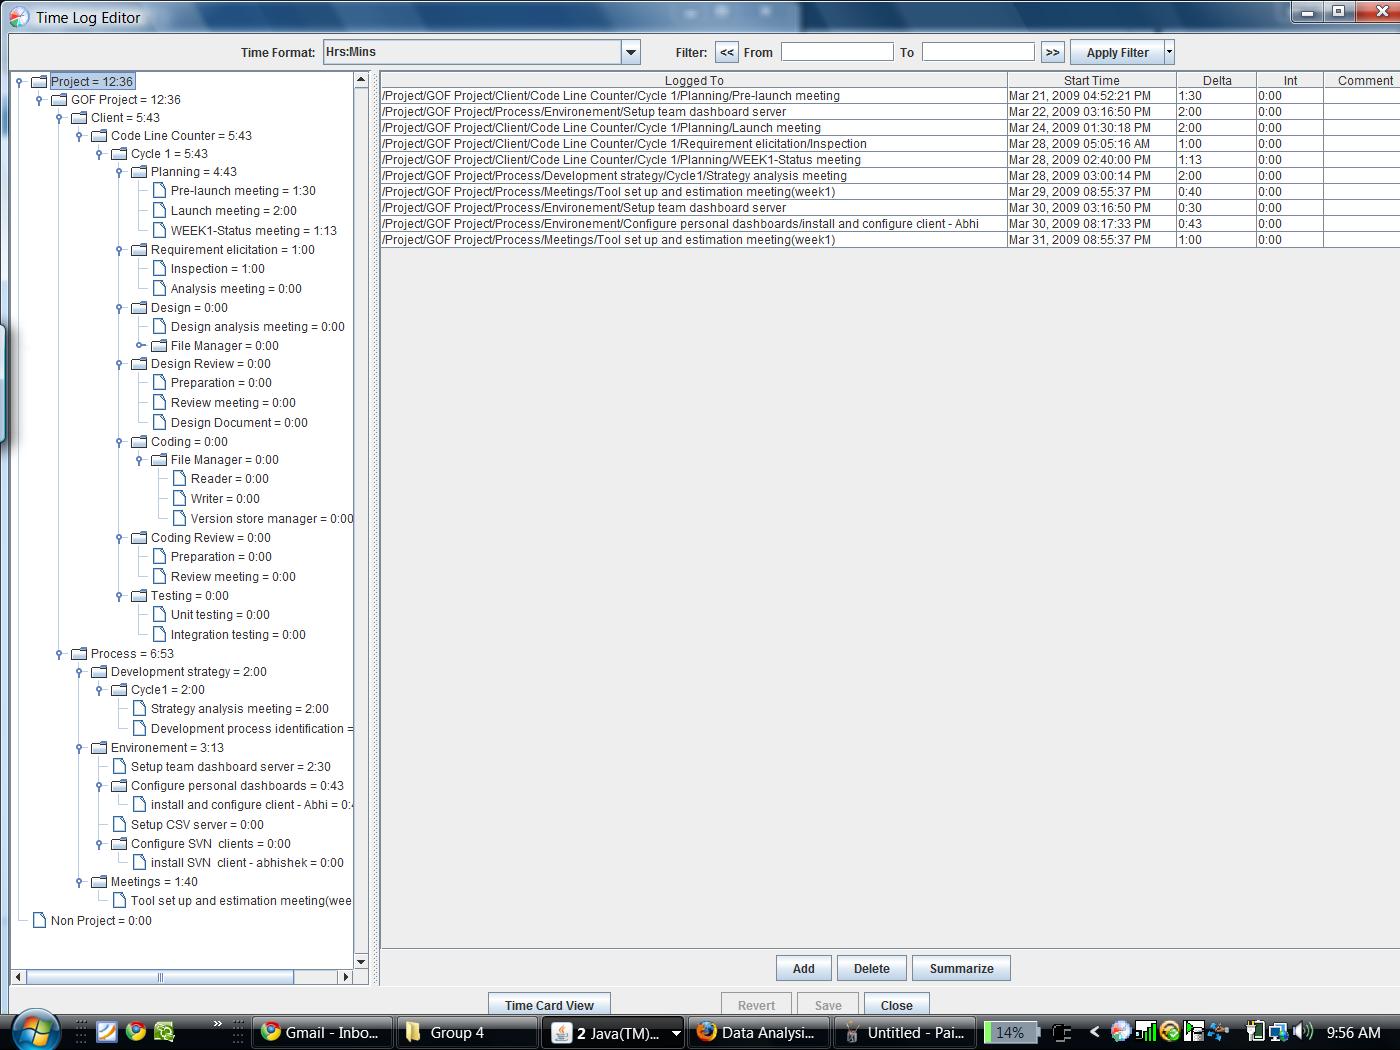 Time Log Editor
Time Format: Hrs:Mins Filter: << From To >> Apply Filter
Project = 12:36
GOF Project = 12:36
Client = 5:43
Code Line Counter = 5:43
Cycle 1 = 5:43
Planning = 4:43
Pre-launch meeting = 1:30
Launch meeting = 2:00
WEEK1-Status meeting = 1:13
Requirement elicitation = 1:00
Inspection = 1:00
Analysis meeting = 0:00
Design = 0:00
Design analysis meeting = 0:00
File Manager = 0:00
Design Review = 0:00
Preparation = 0:00
Review meeting = 0:00
Design Document = 0:00
Coding = 0:00
File Manager = 0:00
Reader = 0:00
Writer = 0:00
Version store manager = 0:00
Coding Review = 0:00
Preparation = 0:00
Review meeting = 0:00
Testing = 0:00
Unit testing = 0:00
Integration testing = 0:00
Process = 6:53
Development strategy = 2:00
Cycle1 = 2:00
Strategy analysis meeting = 2:00
Development process identification =
Environement = 3:13
Setup team dashboard server = 2:30
Configure personal dashboards = 0:43
install and configure client - Abhi = 0:
Setup CSV server = 0:00
Configure SVN  clients = 0:00
install SVN  client - abhishek = 0:00
Meetings = 1:40
Tool set up and estimation meeting(wee
Non Project = 0:00
Logged To Start Time Delta Int Comment
/Project/GOF Project/Client/Code Line Counter/Cycle 1/Planning/Pre-launch meeting Mar 21, 2009 04:52:21 PM 1:30 0:00
/Project/GOF Project/Process/Environement/Setup team dashboard server Mar 22, 2009 03:16:50 PM 2:00 0:00
/Project/GOF Project/Client/Code Line Counter/Cycle 1/Planning/Launch meeting Mar 24, 2009 01:30:18 PM 2:00 0:00
/Project/GOF Project/Client/Code Line Counter/Cycle 1/Requirement elicitation/Inspection Mar 28, 2009 05:05:16 AM 1:00 0:00
/Project/GOF Project/Client/Code Line Counter/Cycle 1/Planning/WEEK1-Status meeting Mar 28, 2009 02:40:00 PM 1:13 0:00
/Project/GOF Project/Process/Development strategy/Cycle1/Strategy analysis meeting Mar 28, 2009 03:00:14 PM 2:00 0:00
/Project/GOF Project/Process/Meetings/Tool set up and estimation meeting(week1) Mar 29, 2009 08:55:37 PM 0:40 0:00
/Project/GOF Project/Process/Environement/Setup team dashboard server Mar 30, 2009 03:16:50 PM 0:30 0:00
/Project/GOF Project/Process/Environement/Configure personal dashboards/install and configure client - Abhi Mar 30, 2009 08:17:33 PM 0:43 0:00
/Project/GOF Project/Process/Meetings/Tool set up and estimation meeting(week1) Mar 31, 2009 08:55:37 PM 1:00 0:00
Add Delete Summarize
Time Card View Revert Save Close
» Gmail - Inbo... Group 4 2 Java(TM)... Data Analysi... Untitled - Pai... 14% < 9:56 AM